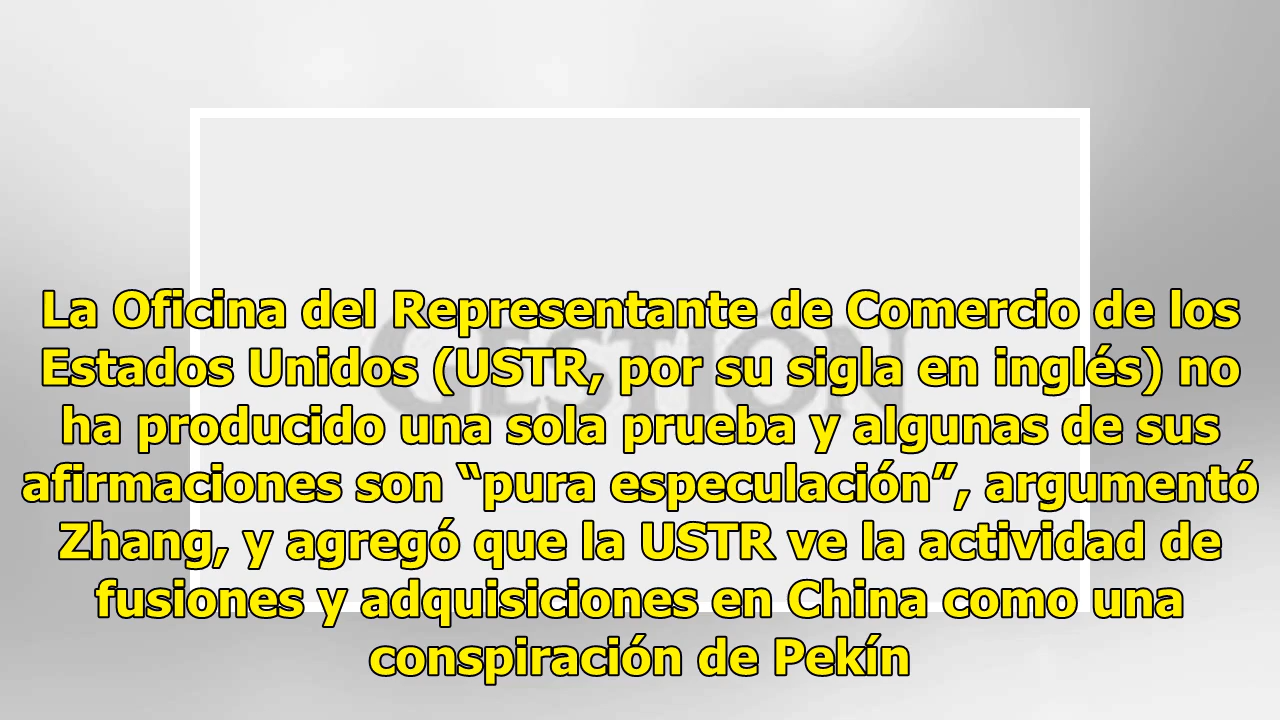 GESTIÓN
La Oficina del Representante de Comercio de los
Estados Unidos (USTR, por su sigla en inglés) no
ha producido una sola prueba y algunas de sus
afirmaciones son “pura especulación”, argumentó
Zhang, y agregó que la USTR ve la actividad de
fusiones y adquisiciones en China como una
conspiración de Pekín